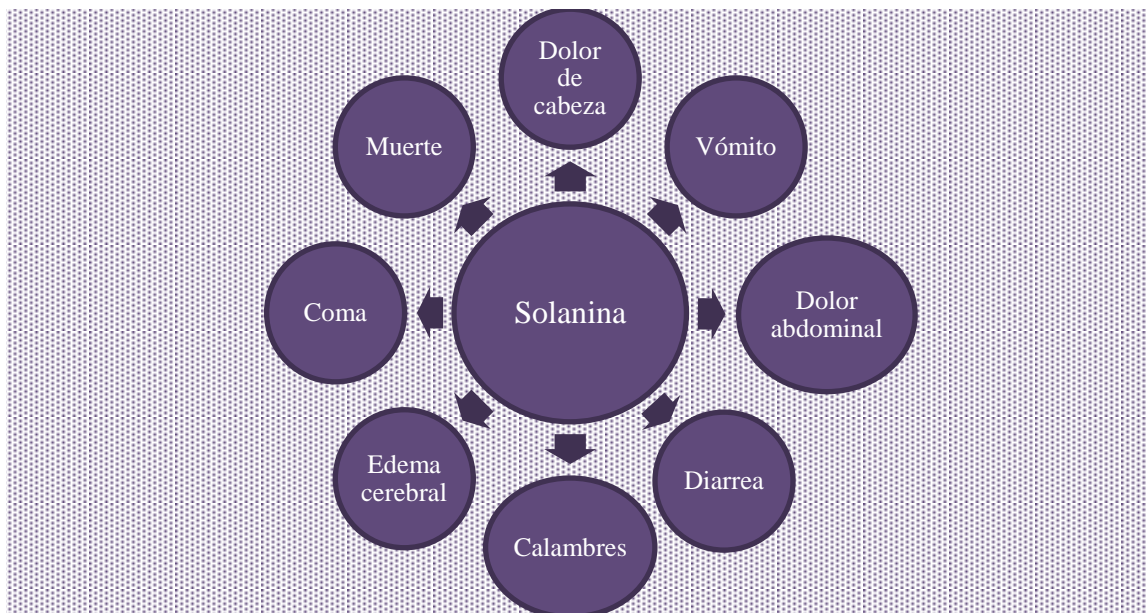 Dolor
de
cabeza
Vómito
Dolor
abdominal
Diarrea
Calambres
Edema
cerebral
Coma
Muerte
Solanina